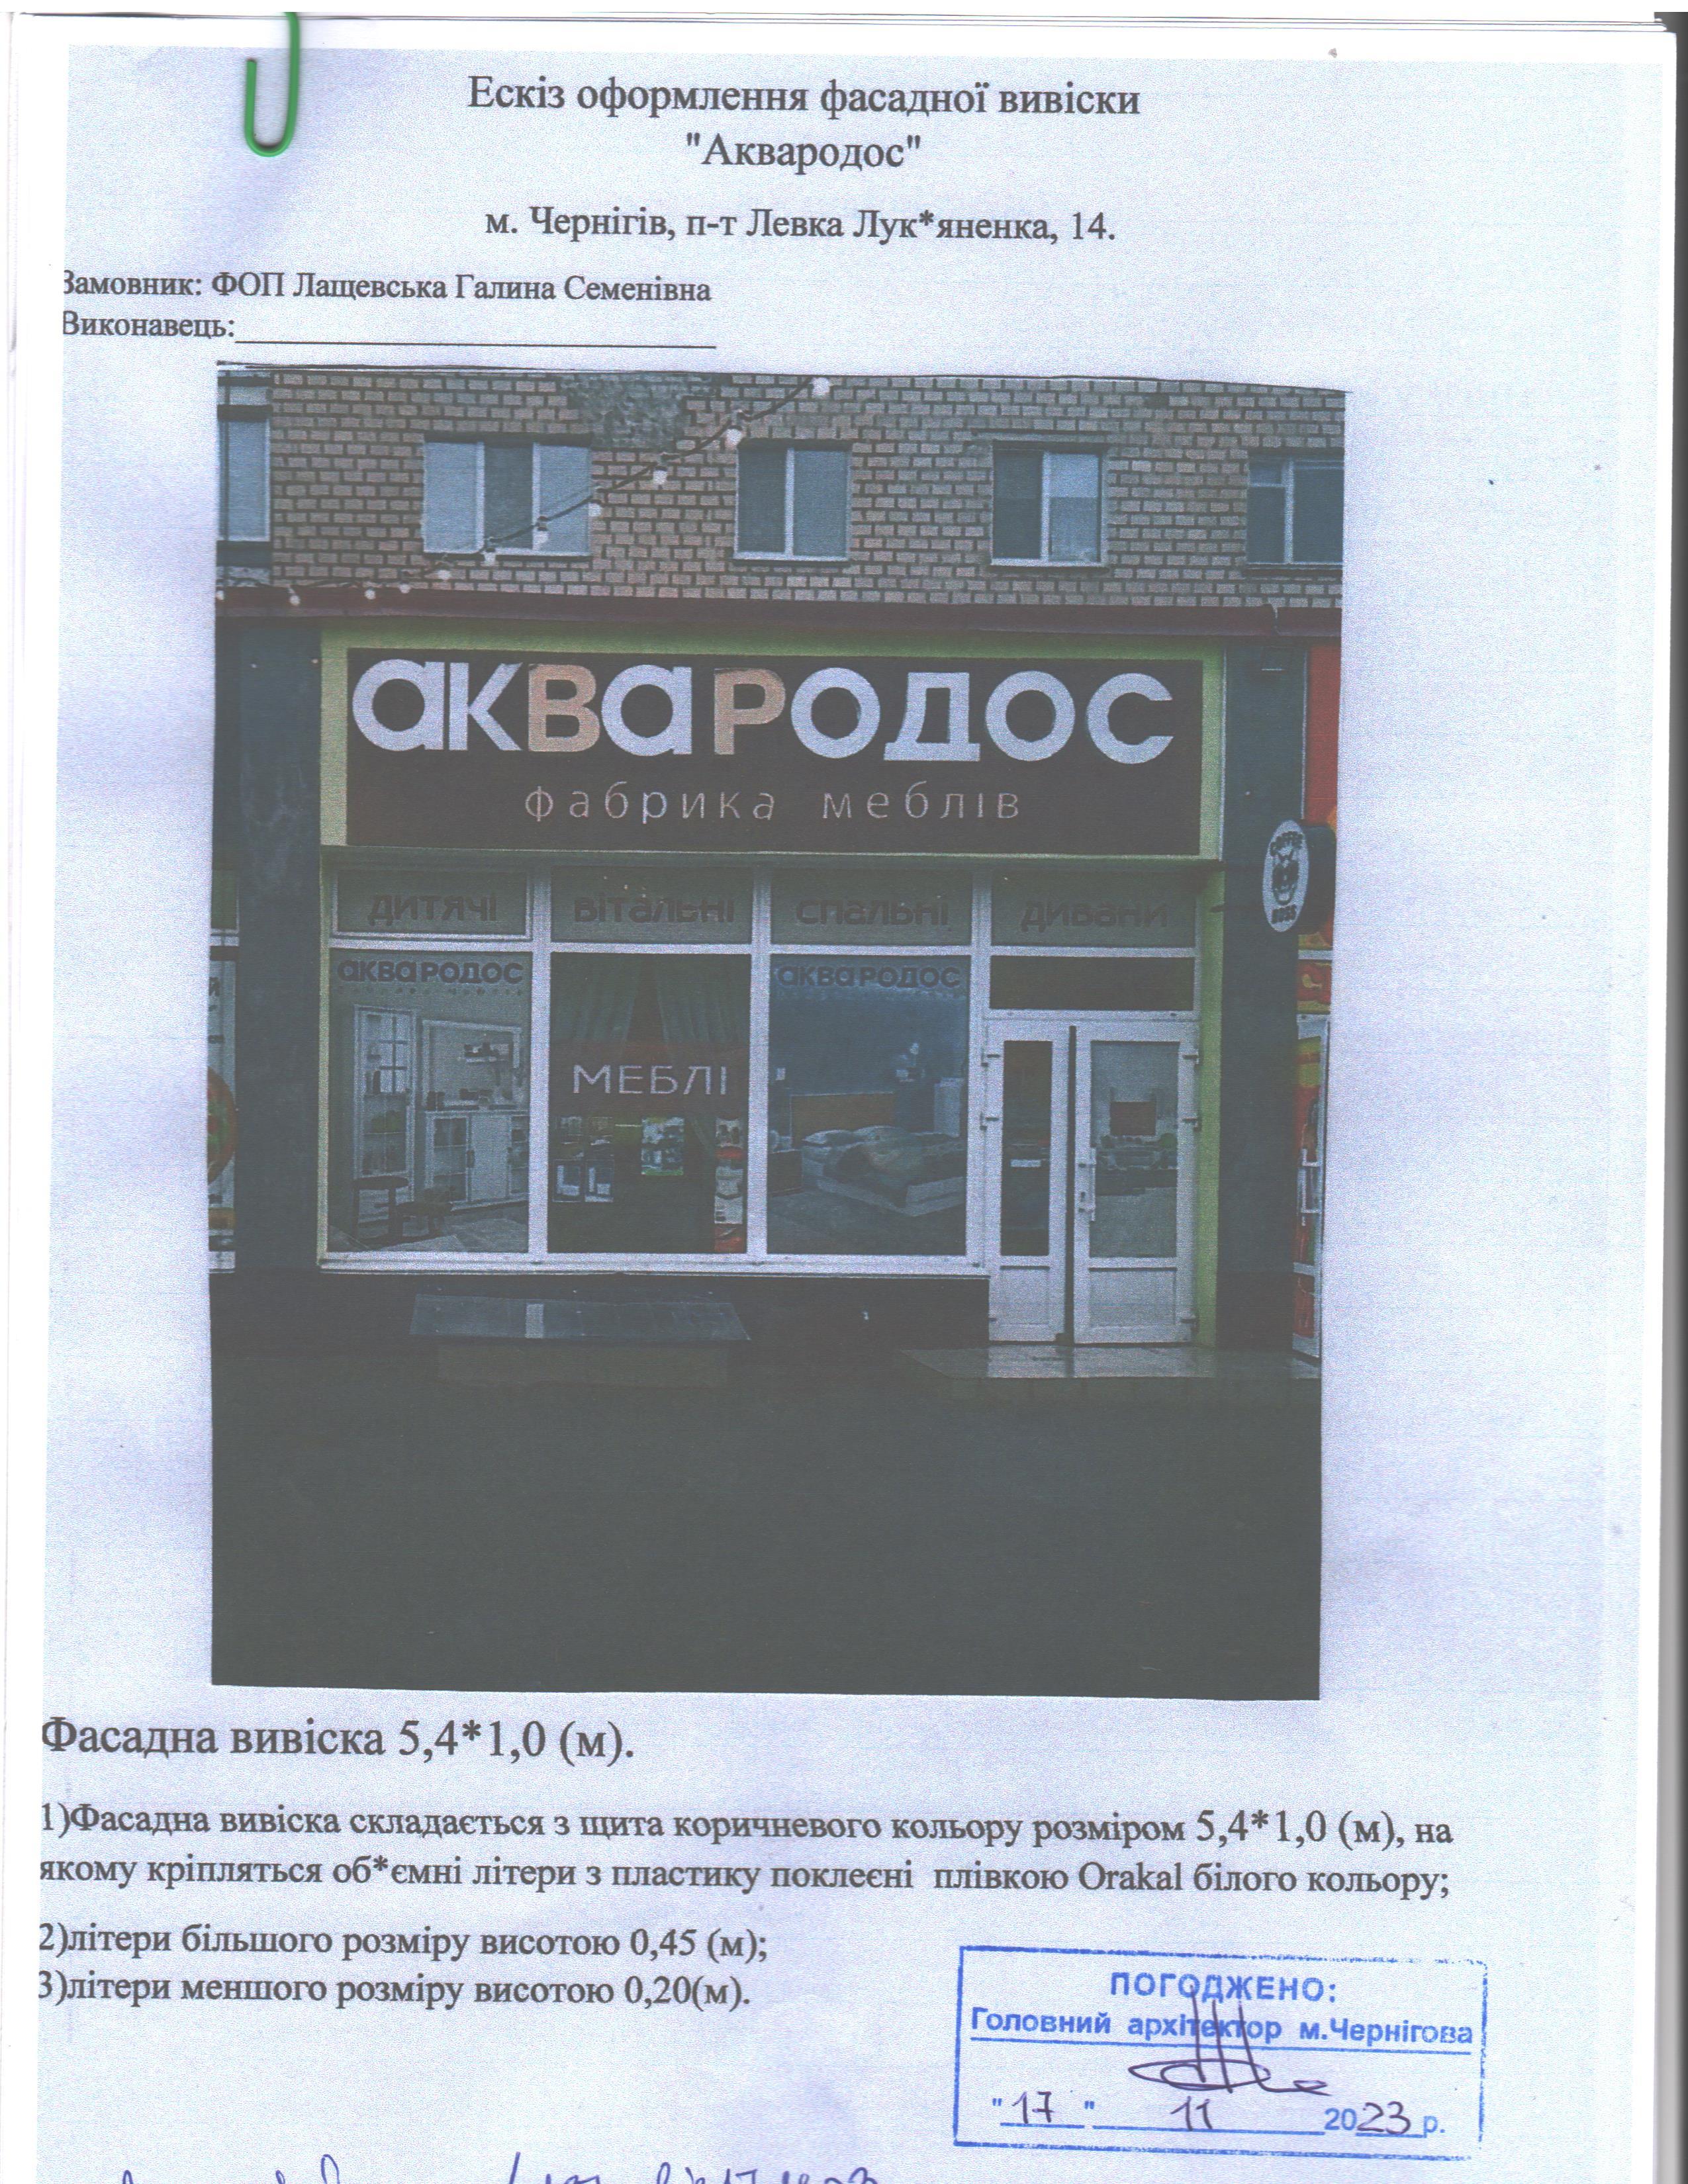 Ескіз оформлення фасадної вивіски
"Аквародос"
м. Чернігів, п-т Левка Лук*яненка, 14.
Замовник: ФОП Лащевська Галина Семенівна
Виконавець:
акваРОДОС
фабрика меблів
дитячі вітальні спальні дивани
акваРОДОС акваРОДОС
МЕБЛІ
COFFEE
BOSS
Фасадна вивіска 5,4*1,0 (м).
1)Фасадна вивіска складається з щита коричневого кольору розміром 5,4*1,0 (м), на
якому кріпляться об*ємні літери з пластику поклеєні плівкою Orakal білого кольору;
2)літери більшого розміру висотою 0,45 (м);
3)літери меншого розміру висотою 0,20(м).
ПОГОДЖЕНО:
Головний архітектор м.Чернігова
"17" 11 2023 р.